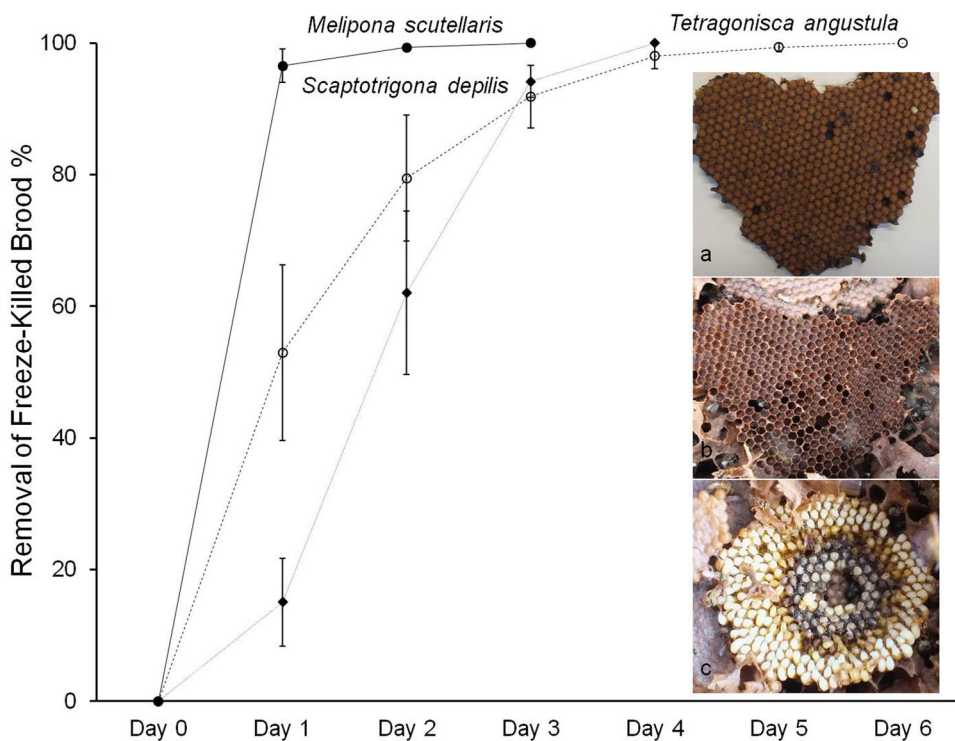 Removal of Freeze-Killed Brood %
100
80
60
40
20
0
Melipona scutellaris
Tetragonisca angustula
Scaptotrigona depilis
a
b
c
Day 0 Day 1 Day 2 Day 3 Day 4 Day 5 Day 6